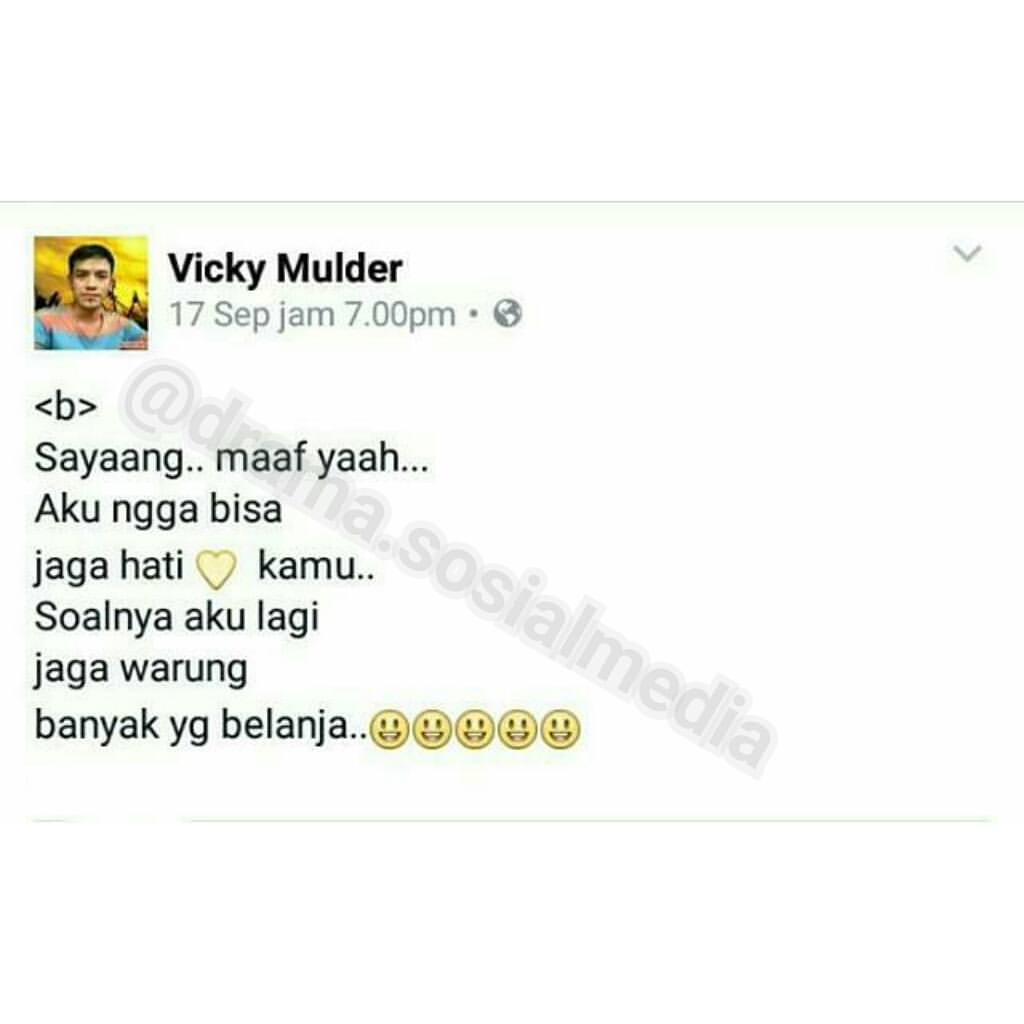 Vicky Mulder
17 Sep jam 7.00pm •
<b>
Sayaang.. maaf yaah...
Aku ngga bisa
jaga hati 💛 kamu..
Soalnya aku lagi
jaga warung
banyak yg belanja..😃😃😃😃😃
@drama.sosialmedia